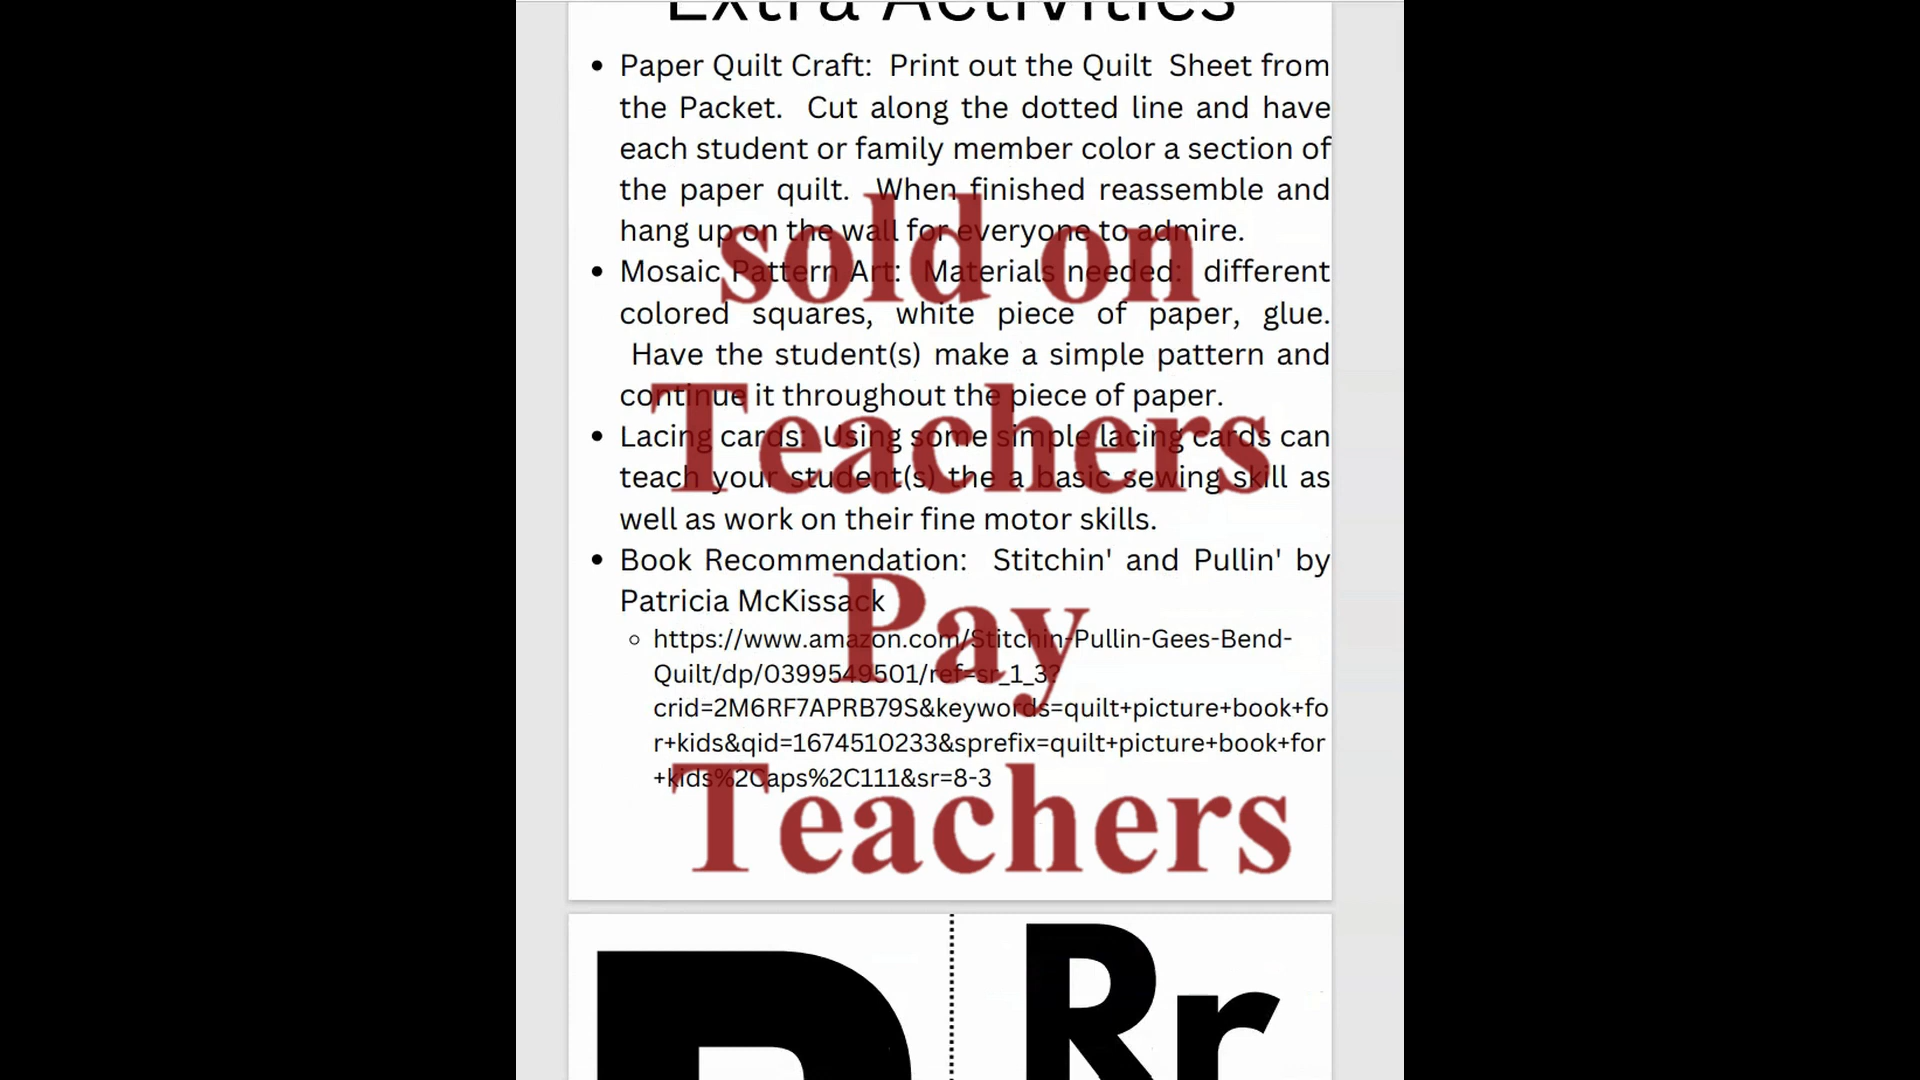 Extra Activities
• Paper Quilt Craft: Print out the Quilt Sheet from
the Packet. Cut along the dotted line and have
each student or family member color a section of
the paper quilt. When finished reassemble and
hang up on the wall for everyone to admire.
• Mosaic Pattern Art: Materials needed: different
colored squares, white piece of paper, glue.
Have the student(s) make a simple pattern and
continue it throughout the piece of paper.
• Lacing cards: Using some simple lacing cards can
teach your student(s) the a basic sewing skill as
well as work on their fine motor skills.
• Book Recommendation: Stitchin' and Pullin' by
Patricia McKissack
◦ https://www.amazon.com/Stitchin-Pullin-Gees-Bend-
Quilt/dp/0399549501/ref=sr_1_3?
crid=2M6RF7APRB79S&keywords=quilt+picture+book+fo
r+kids&qid=1674510233&sprefix=quilt+picture+book+for
+kids%2Caps%2C111&sr=8-3
sold on
Teachers
Pay
Teachers
Rr